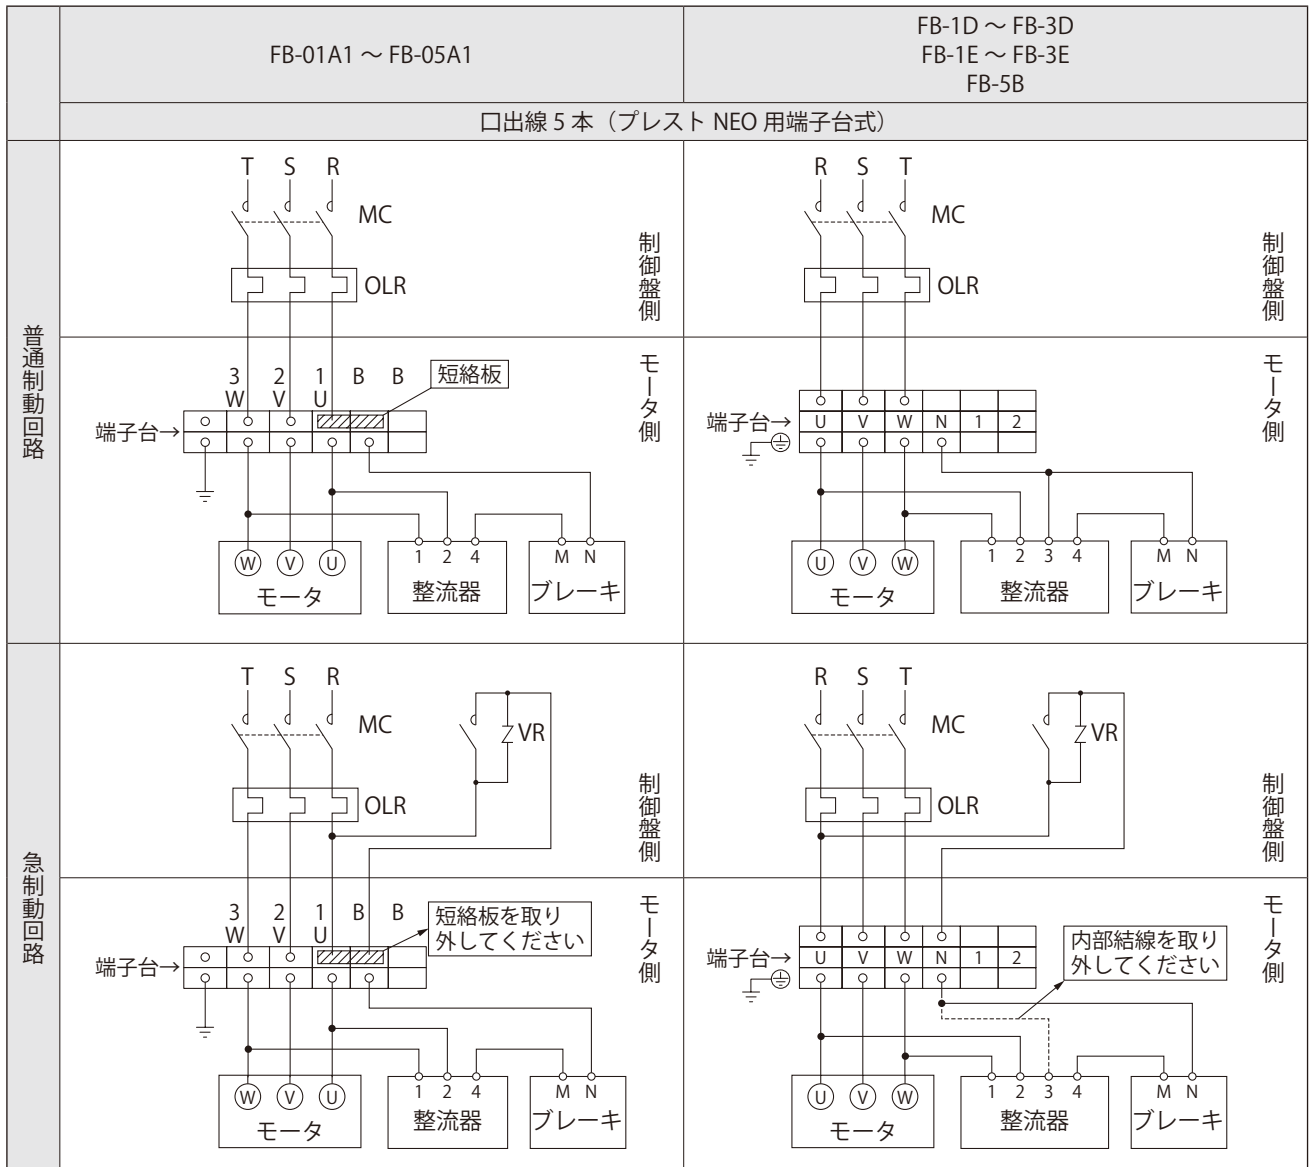 FB-01A1 ～ FB-05A1
FB-1D ～ FB-3D
FB-1E ～ FB-3E
FB-5B
口出線 5 本（プレスト NEO 用端子台式）
普通制動回路
T S R
MC
OLR
制御盤側
3 2 1 B B
W V U
短絡板
端子台→
モータ側
W V U
モータ
1 2 4
整流器
M N
ブレーキ
R S T
MC
OLR
制御盤側
端子台→
U V W N 1 2
モータ側
U V W
モータ
1 2 3 4
整流器
M N
ブレーキ
急制動回路
T S R
MC
VR
OLR
制御盤側
3 2 1 B B
W V U
短絡板を取り
外してください
端子台→
モータ側
W V U
モータ
1 2 4
整流器
M N
ブレーキ
R S T
MC
VR
OLR
制御盤側
端子台→
U V W N 1 2
内部結線を取り
外してください
モータ側
U V W
モータ
1 2 3 4
整流器
M N
ブレーキ